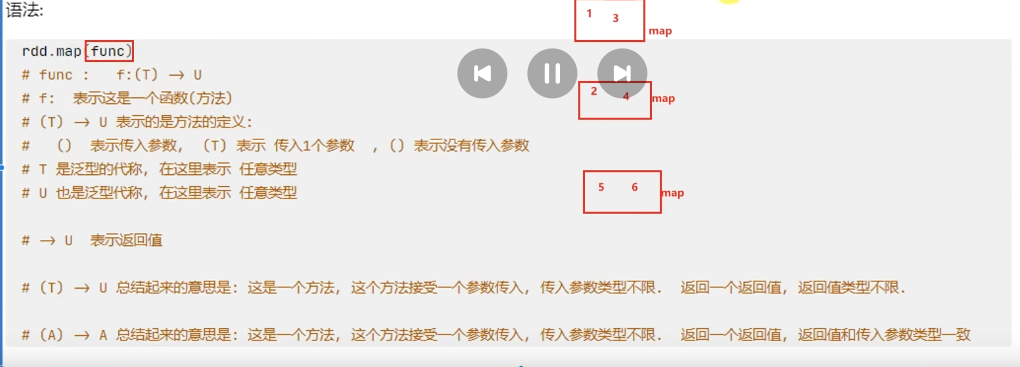 语法:
1 3
map
rdd.map(func)
# func :   f:(T) → U
# f:  表示这是一个函数(方法)
2 4
map
# (T) → U 表示的是方法的定义:
#   ()  表示传入参数, (T) 表示 传入1个参数  , () 表示没有传入参数
# T 是泛型的代称, 在这里表示 任意类型
# U 也是泛型代称, 在这里表示 任意类型
5 6
map
# → U  表示返回值
# (T) → U 总结起来的意思是: 这是一个方法, 这个方法接受一个参数传入, 传入参数类型不限.  返回一个返回值, 返回值类型不限.
# (A) → A 总结起来的意思是: 这是一个方法, 这个方法接受一个参数传入, 传入参数类型不限.  返回一个返回值, 返回值和传入参数类型一致